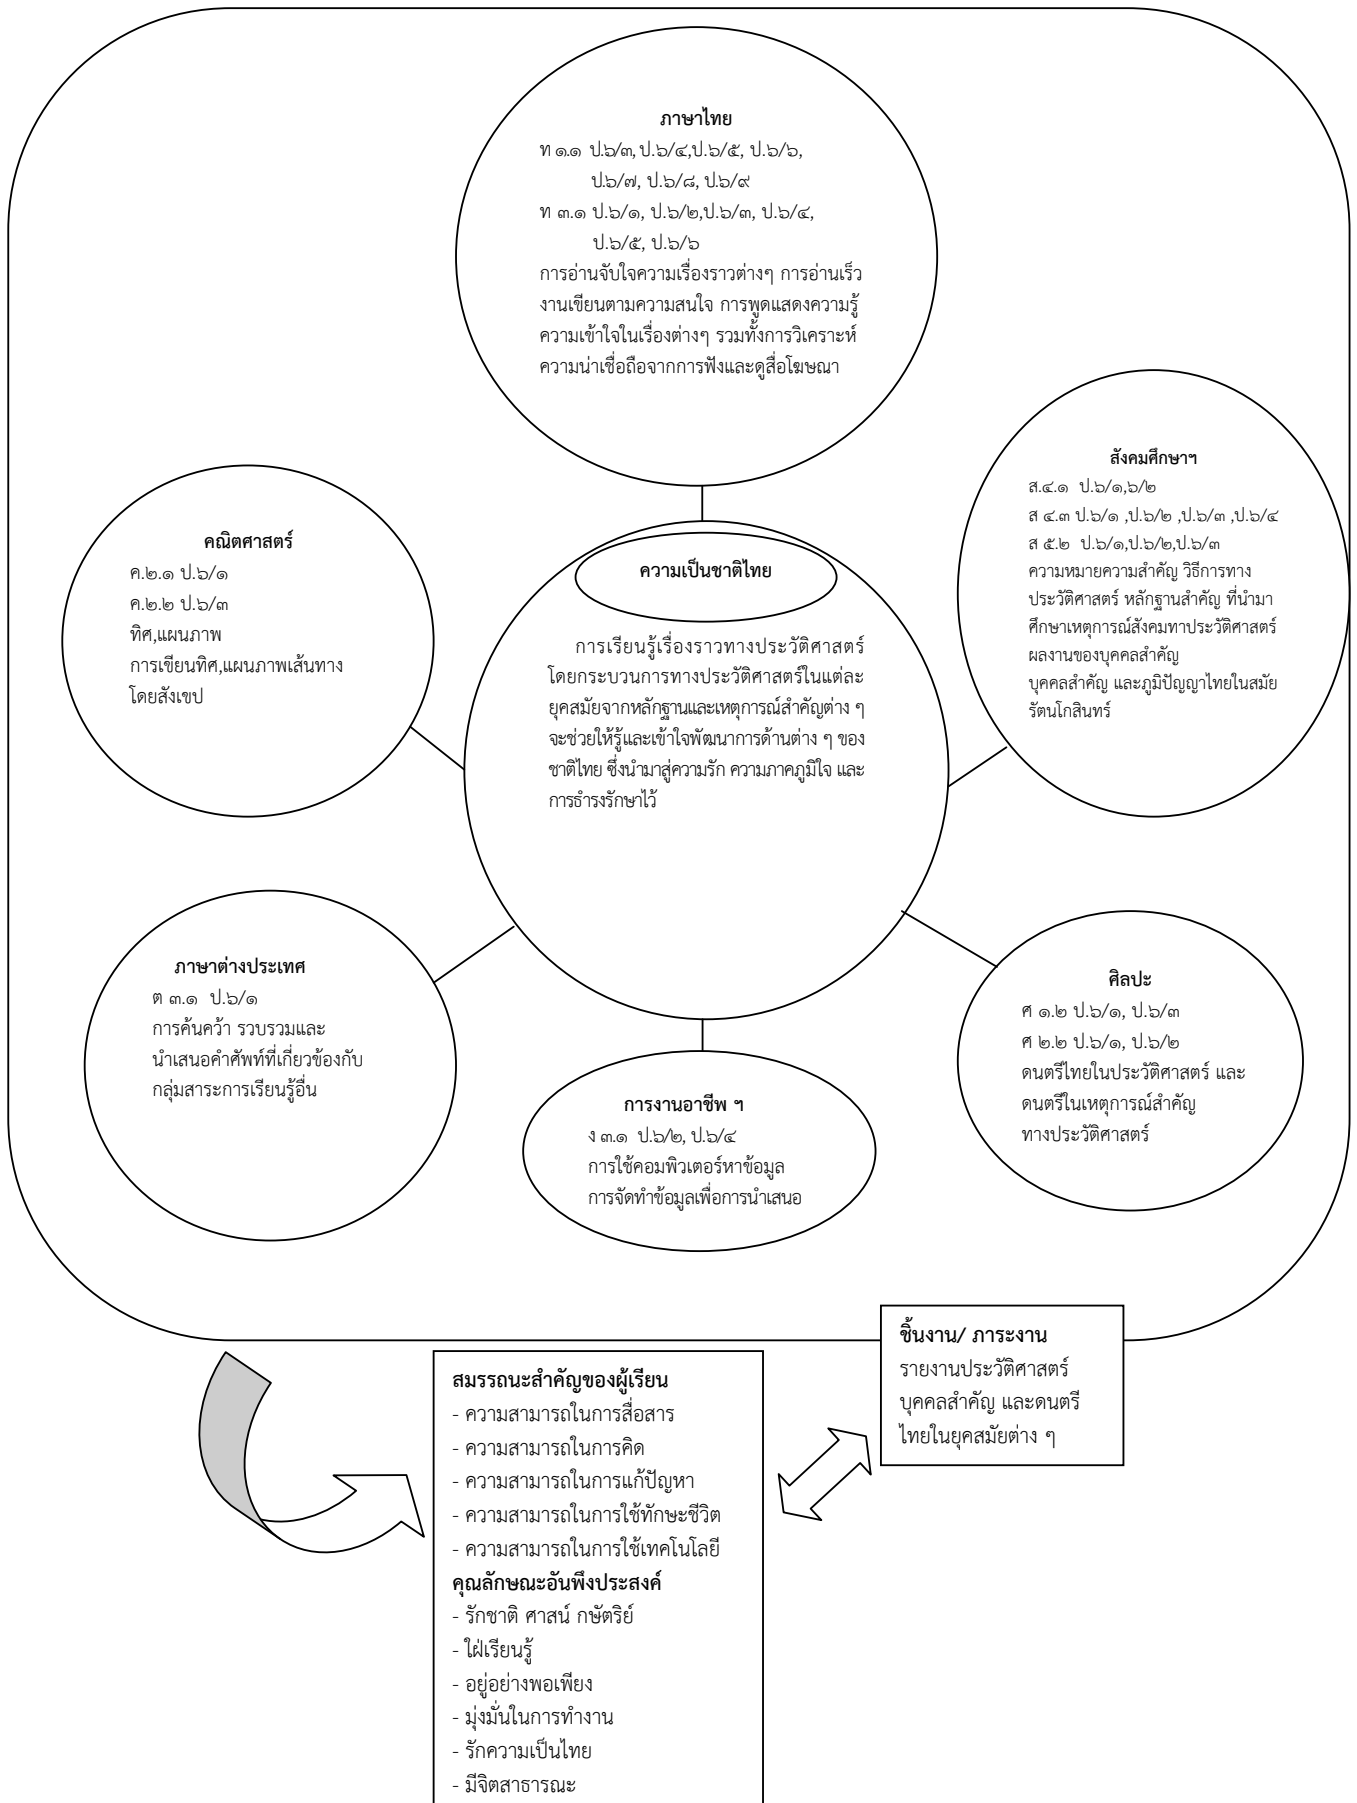 ภาษาไทย
ท ๑.๑ ป.๖/๓, ป.๖/๔,ป.๖/๕, ป.๖/๖,
ป.๖/๗, ป.๖/๘, ป.๖/๙
ท ๓.๑ ป.๖/๑, ป.๖/๒,ป.๖/๓, ป.๖/๔,
ป.๖/๕, ป.๖/๖
การอ่านจับใจความเรื่องราวต่างๆ การอ่านเร็ว
งานเขียนตามความสนใจ การพูดแสดงความรู้
ความเข้าใจในเรื่องต่างๆ รวมทั้งการวิเคราะห์
ความน่าเชื่อถือจากการฟังและดูสื่อโฆษณา
สังคมศึกษาฯ
ส.๔.๑ ป.๖/๑,๖/๒
ส ๔.๓ ป.๖/๑ ,ป.๖/๒ ,ป.๖/๓ ,ป.๖/๔
ส ๕.๒ ป.๖/๑,ป.๖/๒,ป.๖/๓
ความหมายความสำคัญ วิธีการทาง
ประวัติศาสตร์ หลักฐานสำคัญ ที่นำมา
ศึกษาเหตุการณ์สังคมทาประวัติศาสตร์
ผลงานของบุคคลสำคัญ
บุคคลสำคัญ และภูมิปัญญาไทยในสมัย
รัตนโกสินทร์
คณิตศาสตร์
ค.๒.๑ ป.๖/๑
ค.๒.๒ ป.๖/๓
ทิศ,แผนภาพ
การเขียนทิศ,แผนภาพเส้นทาง
โดยสังเขป
ความเป็นชาติไทย
การเรียนรู้เรื่องราวทางประวัติศาสตร์
โดยกระบวนการทางประวัติศาสตร์ในแต่ละ
ยุคสมัยจากหลักฐานและเหตุการณ์สำคัญต่าง ๆ
จะช่วยให้รู้และเข้าใจพัฒนาการด้านต่าง ๆ ของ
ชาติไทย ซึ่งนำมาสู่ความรัก ความภาคภูมิใจ และ
การธำรงรักษาไว้
ภาษาต่างประเทศ
ต ๓.๑ ป.๖/๑
การค้นคว้า รวบรวมและ
นำเสนอคำศัพท์ที่เกี่ยวข้องกับ
กลุ่มสาระการเรียนรู้อื่น
ศิลปะ
ศ ๑.๒ ป.๖/๑, ป.๖/๓
ศ ๒.๒ ป.๖/๑, ป.๖/๒
ดนตรีไทยในประวัติศาสตร์ และ
ดนตรีในเหตุการณ์สำคัญ
ทางประวัติศาสตร์
การงานอาชีพ ฯ
ง ๓.๑ ป.๖/๒, ป.๖/๔
การใช้คอมพิวเตอร์หาข้อมูล
การจัดทำข้อมูลเพื่อการนำเสนอ
ชิ้นงาน/ ภาระงาน
รายงานประวัติศาสตร์
บุคคลสำคัญ และดนตรี
ไทยในยุคสมัยต่าง ๆ
สมรรถนะสำคัญของผู้เรียน
- ความสามารถในการสื่อสาร
- ความสามารถในการคิด
- ความสามารถในการแก้ปัญหา
- ความสามารถในการใช้ทักษะชีวิต
- ความสามารถในการใช้เทคโนโลยี
คุณลักษณะอันพึงประสงค์
- รักชาติ ศาสน์ กษัตริย์
- ใฝ่เรียนรู้
- อยู่อย่างพอเพียง
- มุ่งมั่นในการทำงาน
- รักความเป็นไทย
- มีจิตสาธารณะ